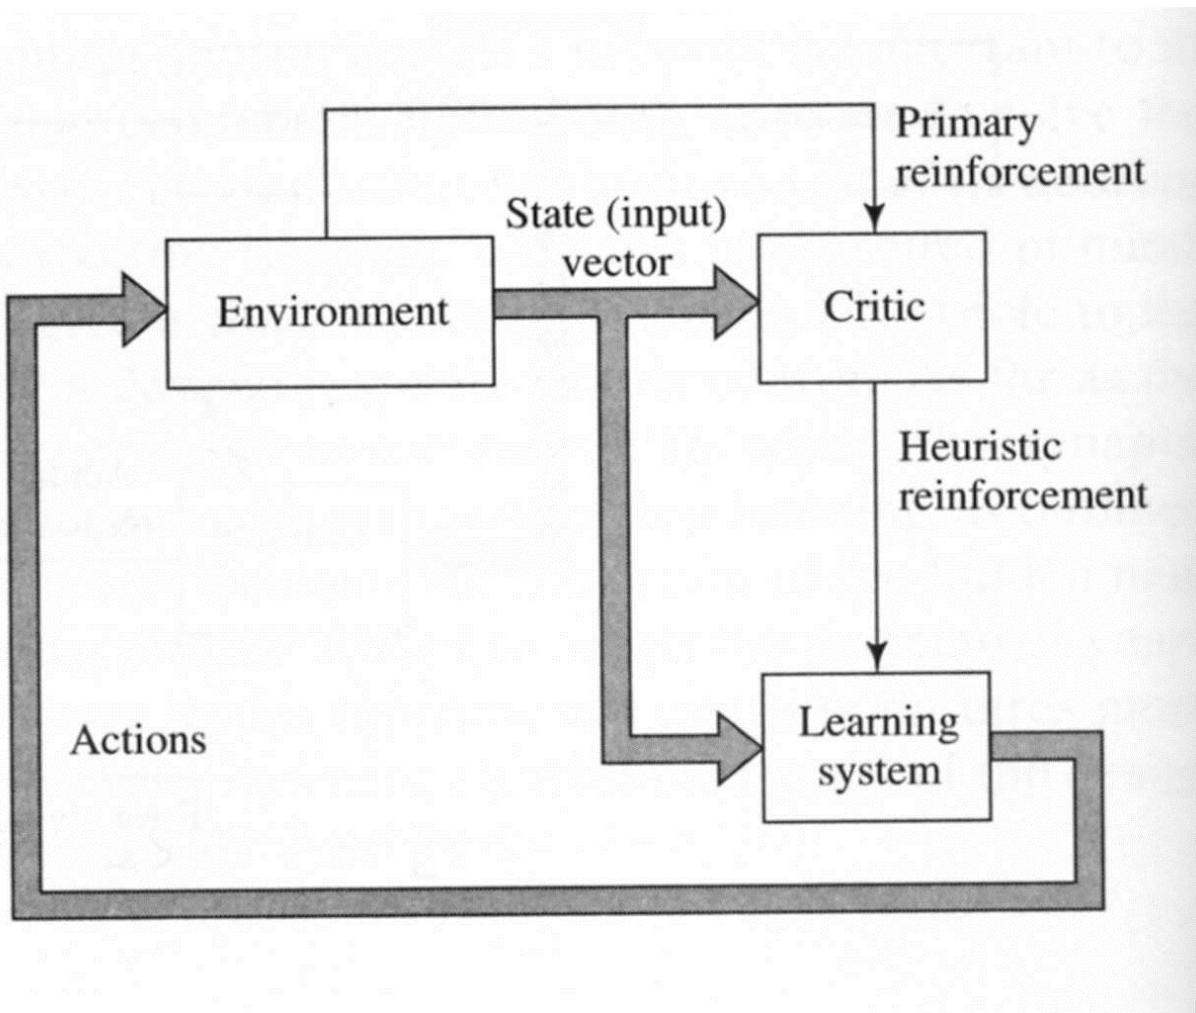 Primary
reinforcement
State (input)
vector
Environment
Critic
Heuristic
reinforcement
Actions
Learning
system